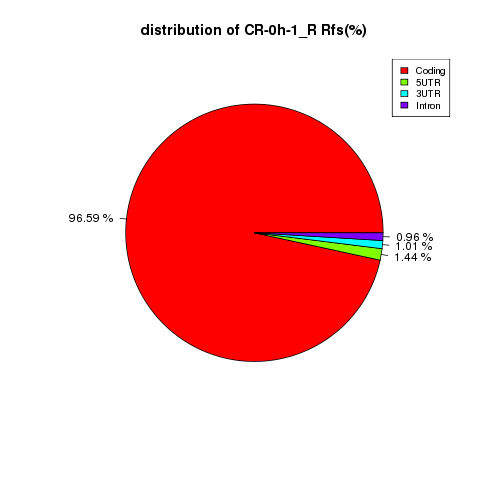 distribution of CR-0h-1_R Rfs(%)
Coding
5UTR
3UTR
Intron
96.59 %
0.96 %
1.01 %
1.44 %